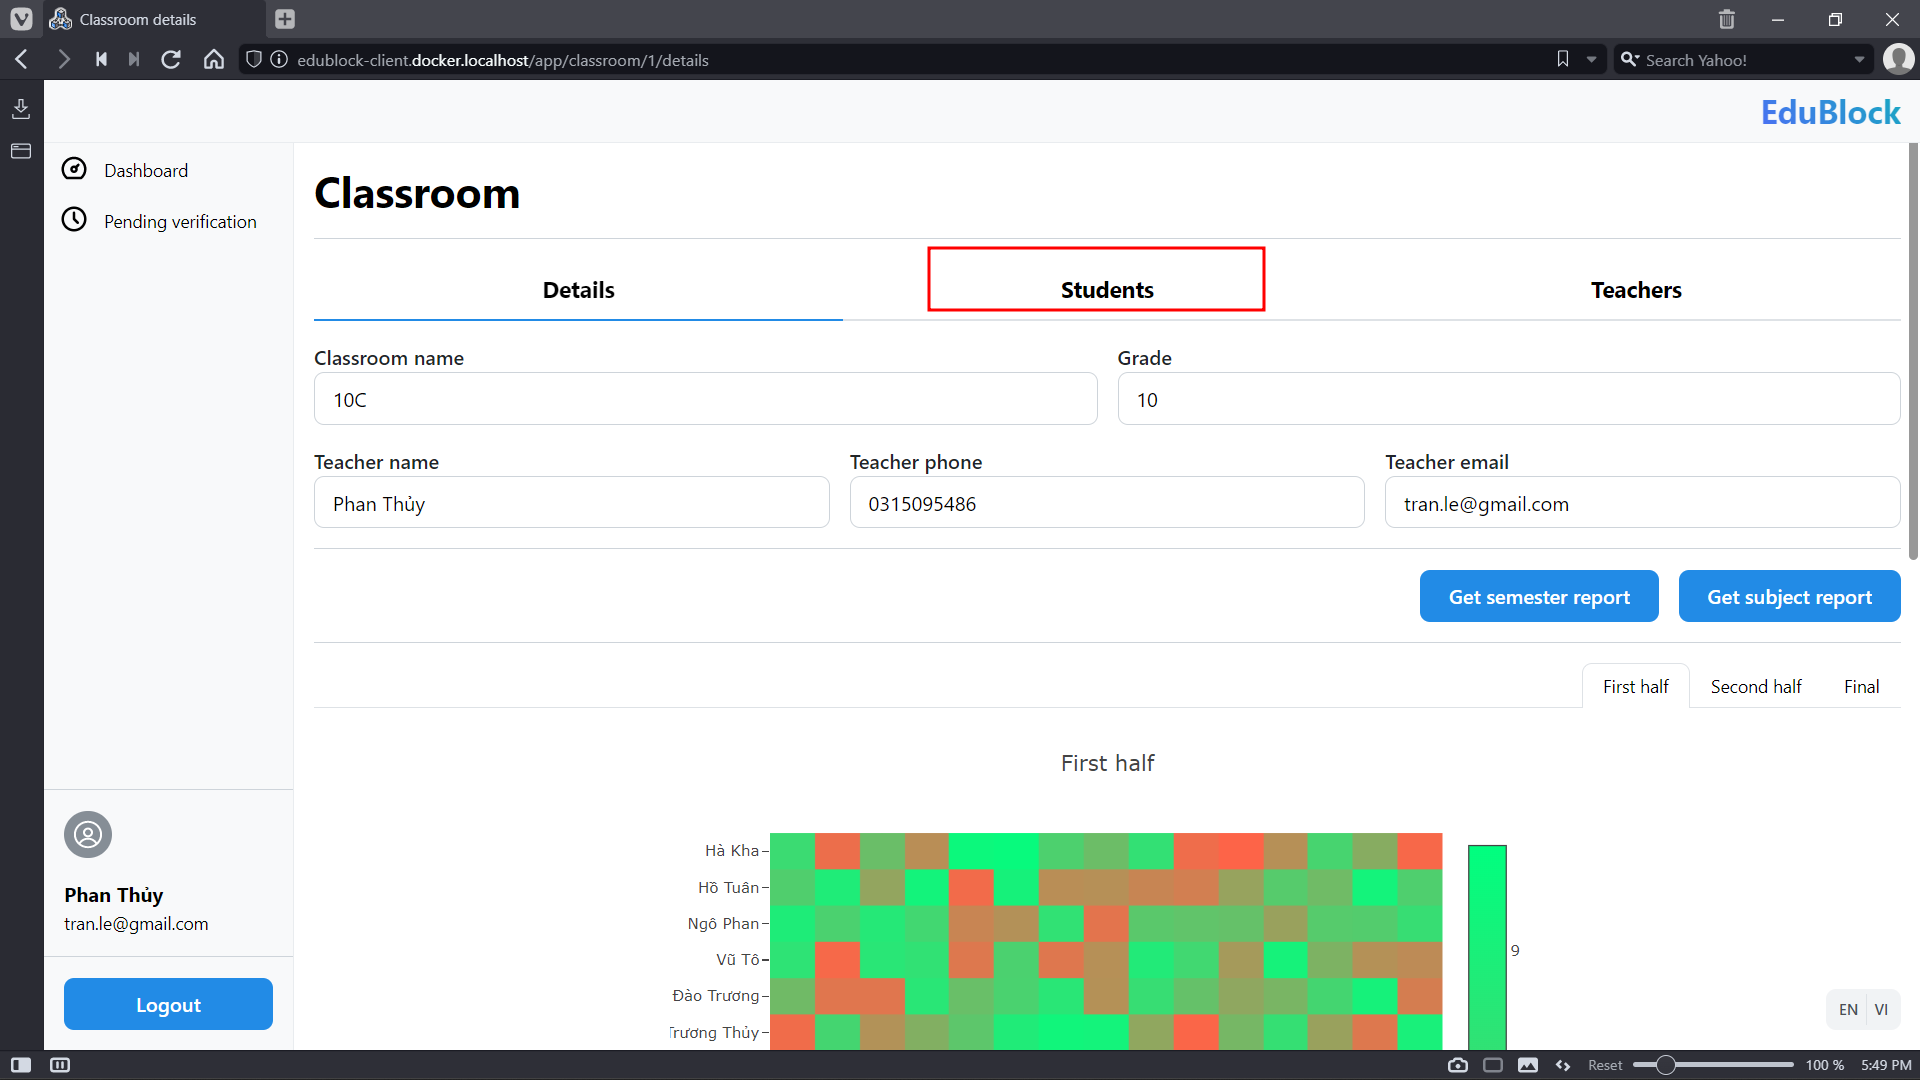 Classroom details
edublock-client.docker.localhost/app/classroom/1/details
Search Yahoo!
EduBlock
Dashboard
Pending verification
Classroom
Details
Students
Teachers
Classroom name
Grade
10C
10
Teacher name
Teacher phone
Teacher email
Phan Thủy
0315095486
tran.le@gmail.com
Get semester report
Get subject report
First half
Second half
Final
First half
Hà Kha
Hồ Tuân
Ngô Phan
Vũ Tô
9
Đào Trương
Trương Thủy
Phan Thủy
tran.le@gmail.com
Logout
EN
VI
Reset
100 %
5:49 PM